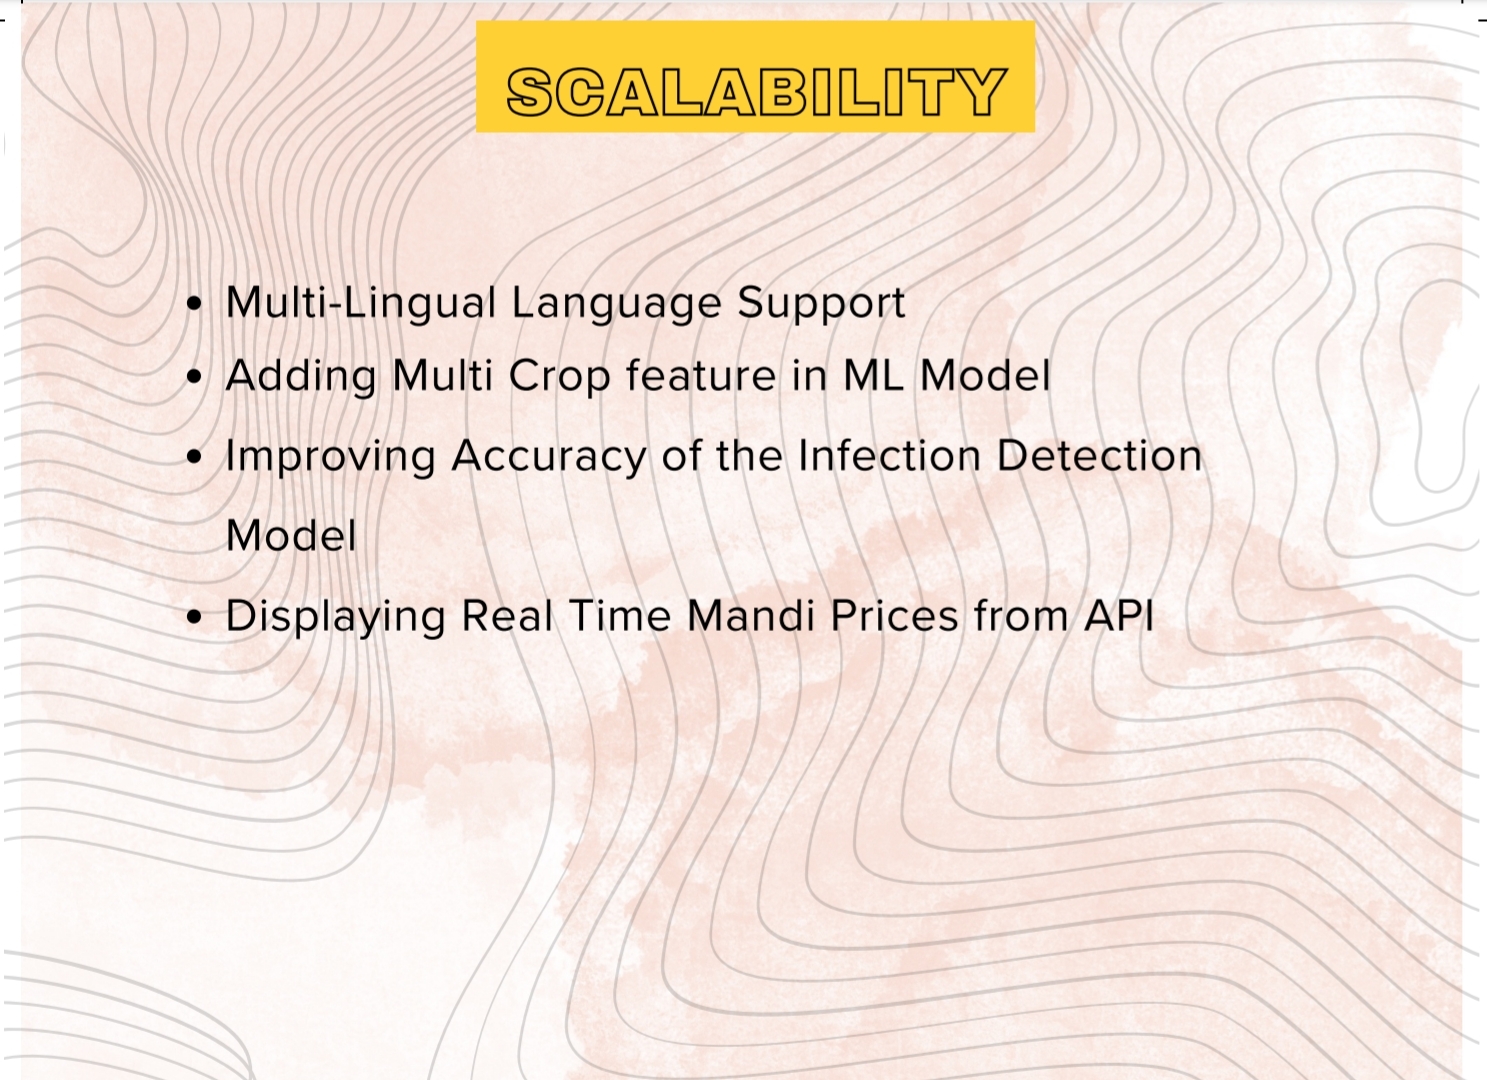 SCALABILITY
• Multi-Lingual Language Support
• Adding Multi Crop feature in ML Model
• Improving Accuracy of the Infection Detection
Model
• Displaying Real Time Mandi Prices from API